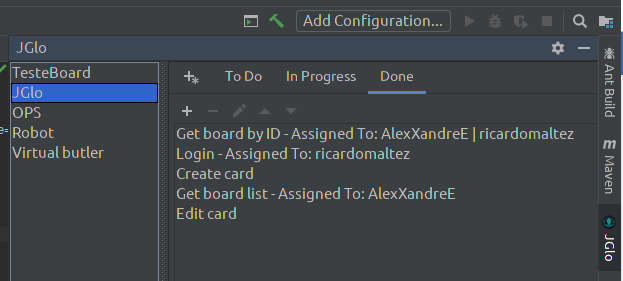 Add Configuration...
JGlo
TesteBoard
JGlo
OPS
Robot
Virtual butler
To Do
In Progress
Done
Get board by ID - Assigned To: AlexXandreE | ricardomaltez
Login - Assigned To: ricardomaltez
Create card
Get board list - Assigned To: AlexXandreE
Edit card
Ant Build
Maven
JGlo